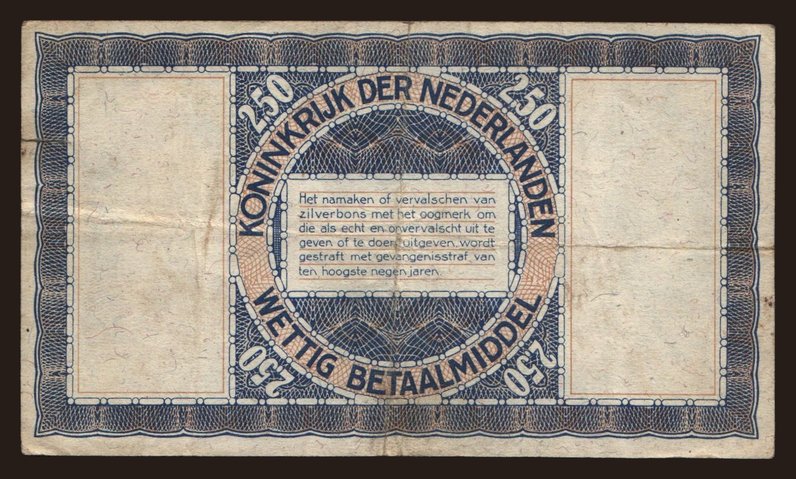 250
250
KONINKRIJK DER NEDERLANDEN
Het namaken of vervalschen van
zilverbons met het oogmerk om
die als echt en onvervalscht uit te
geven of te doen uitgeven, wordt
gestraft met gevangenisstraf van
ten hoogste negen jaren.
WETTIG BETAALMIDDEL
250
250